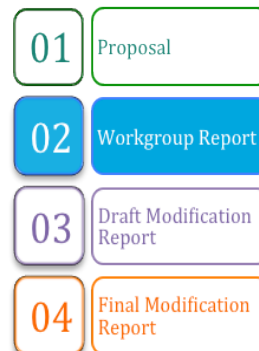 01 Proposal
02 Workgroup Report
03 Draft Modification
Report
04 Final Modification
Report